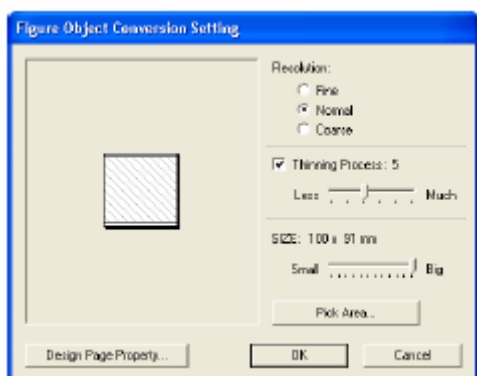 Figure Object Conversion Setting
Resolution:
Fine
Normal
Coarse
Thinning Process: 5
Less Much
SIZE: 100 x 91 mm
Small Big
Pick Area...
Design Page Property... OK Cancel